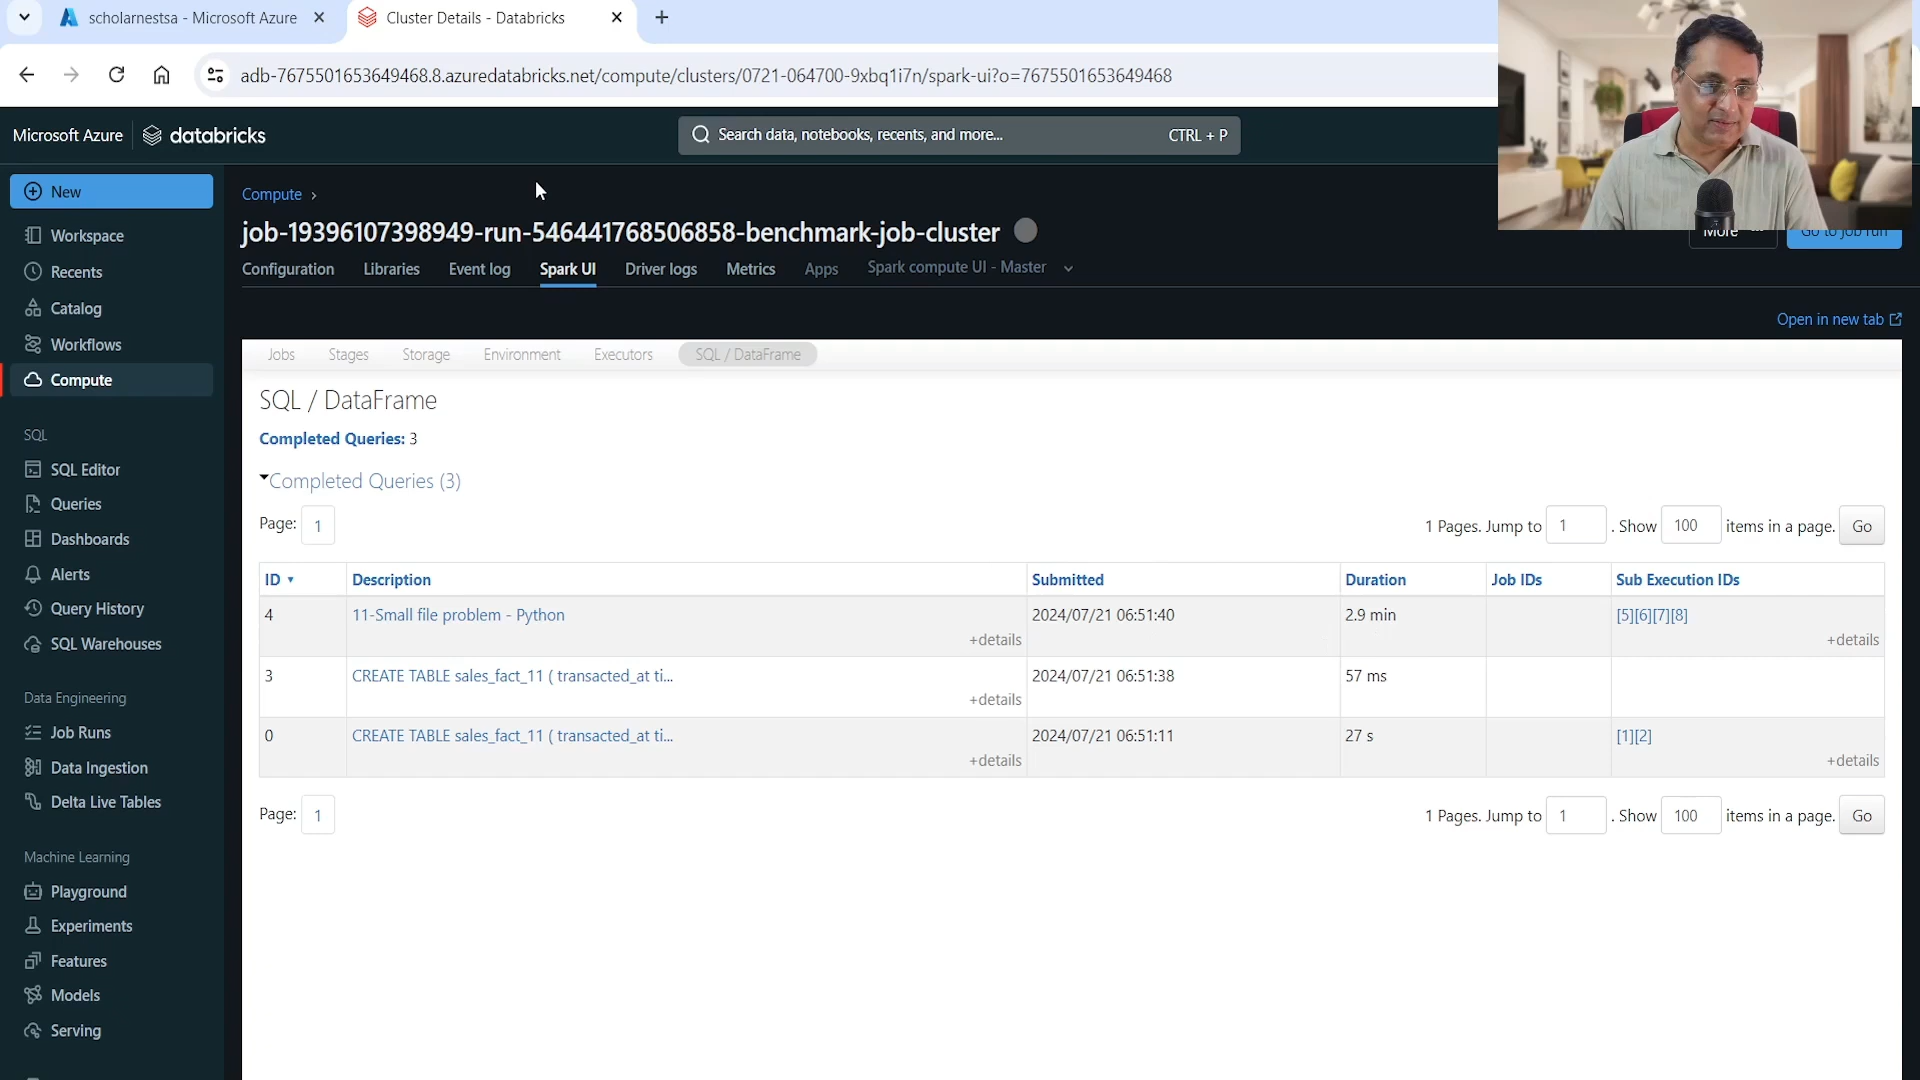 scholarnestsa - Microsoft Azure
Cluster Details - Databricks
adb-7675501653649468.8.azuredatabricks.net/compute/clusters/0721-064700-9xbq1i7n/spark-ui?o=7675501653649468
Microsoft Azure databricks
Search data, notebooks, recents, and more... CTRL + P
New
Workspace
Recents
Catalog
Workflows
Compute
SQL
SQL Editor
Queries
Dashboards
Alerts
Query History
SQL Warehouses
Data Engineering
Job Runs
Data Ingestion
Delta Live Tables
Machine Learning
Playground
Experiments
Features
Models
Serving
Compute ›
job-19396107398949-run-546441768506858-benchmark-job-cluster
More
Go to job run
Configuration Libraries Event log Spark UI Driver logs Metrics Apps Spark compute UI - Master
Open in new tab
Jobs Stages Storage Environment Executors SQL / DataFrame
SQL / DataFrame
Completed Queries: 3
Completed Queries (3)
Page: 1
1 Pages. Jump to 1 . Show 100 items in a page. Go
ID Description Submitted Duration Job IDs Sub Execution IDs
4 11-Small file problem - Python 2024/07/21 06:51:40 2.9 min [5][6][7][8]
+details +details
3 CREATE TABLE sales_fact_11 ( transacted_at ti... 2024/07/21 06:51:38 57 ms
+details
0 CREATE TABLE sales_fact_11 ( transacted_at ti... 2024/07/21 06:51:11 27 s [1][2]
+details +details
Page: 1
1 Pages. Jump to 1 . Show 100 items in a page. Go